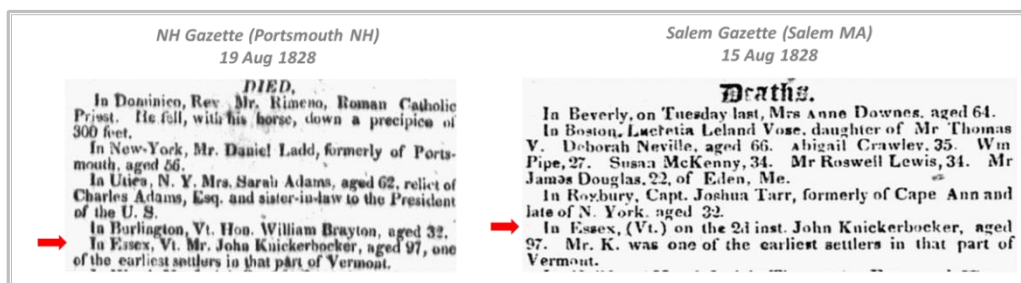 NH Gazette (Portsmouth NH)
19 Aug 1828
DIED,
In Dominico, Rev. Mr. Rimeno, Roman Catholic
Priest. He fell, with his horse, down a precipice of
300 feet.
In New-York, Mr. Daniel Ladd, formerly of Ports-
mouth, aged 56.
In Utica, N. Y. Mrs. Sarah Adams, aged 62, relict of
Charles Adams, Esq. and sister-in-law to the President
of the U. S.
In Burlington, Vt. Hon. William Brayton, aged 32.
In Essex, Vt. Mr. John Knickerbocker, aged 97, one
of the earliest settlers in that part of Vermont.
Salem Gazette (Salem MA)
15 Aug 1828
Deaths.
In Beverly, on Tuesday last, Mrs Anne Downes, aged 64.
In Boston, Luchetia Leland Vose, daughter of Mr Thomas
V. Deborah Neville, aged 66. Abigail Crawley, 35. Wm
Pipe, 27. Susan McKenny, 34. Mr Roswell Lewis, 34. Mr
James Douglas, 22, of Eden, Me.
In Roxbury, Capt. Joshua Tarr, formerly of Cape Ann and
late of N. York. aged 32.
In Essex, (Vt.) on the 2d inst. John Knickerbocker, aged
97. Mr. K. was one of the earliest settlers in that part of
Vermont.